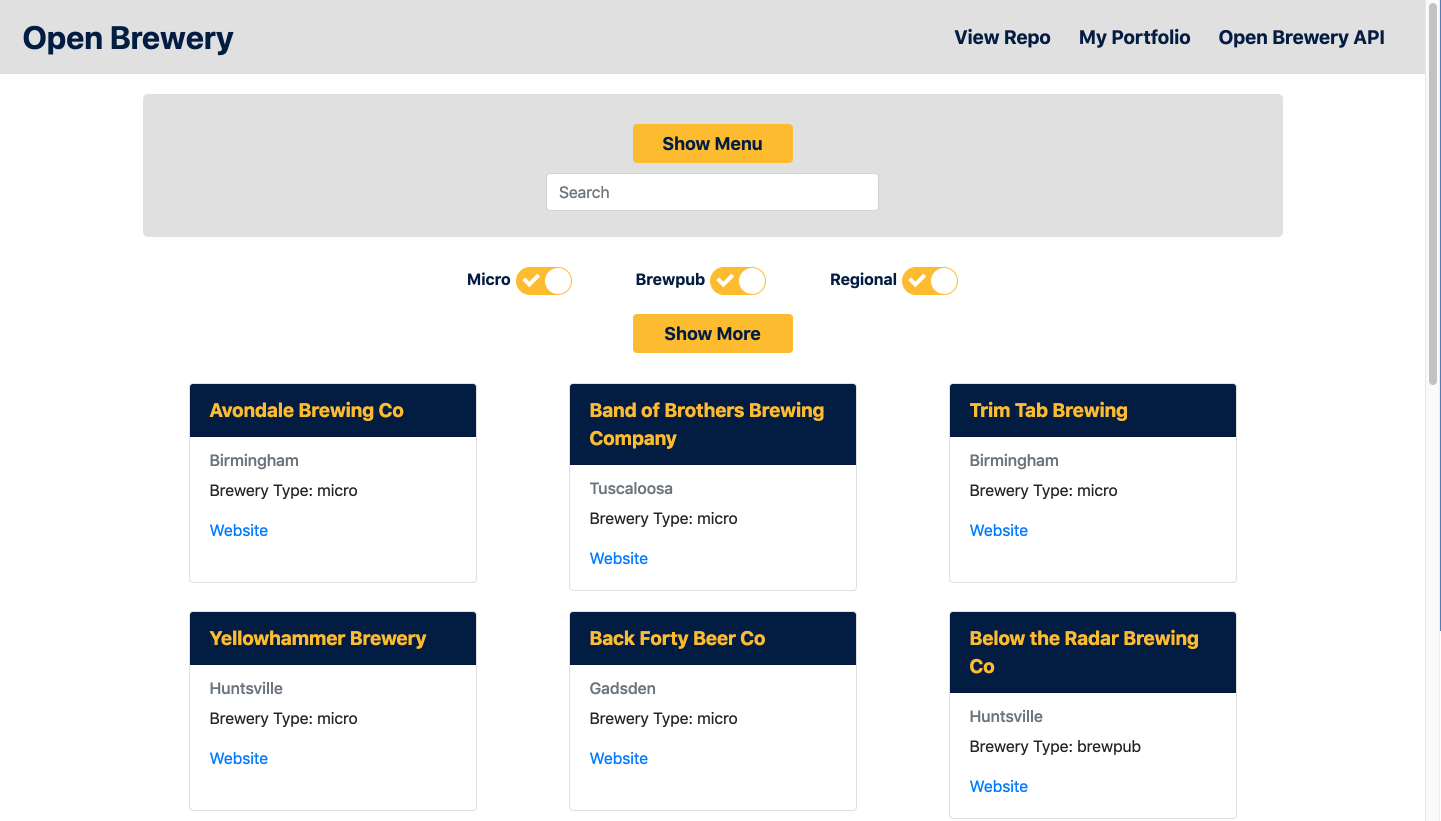 Open Brewery
View Repo My Portfolio Open Brewery API
Show Menu
Search
Micro Brewpub Regional
Show More
Avondale Brewing Co
Birmingham
Brewery Type: micro
Website
Band of Brothers Brewing
Company
Tuscaloosa
Brewery Type: micro
Website
Trim Tab Brewing
Birmingham
Brewery Type: micro
Website
Yellowhammer Brewery
Huntsville
Brewery Type: micro
Website
Back Forty Beer Co
Gadsden
Brewery Type: micro
Website
Below the Radar Brewing
Co
Huntsville
Brewery Type: brewpub
Website